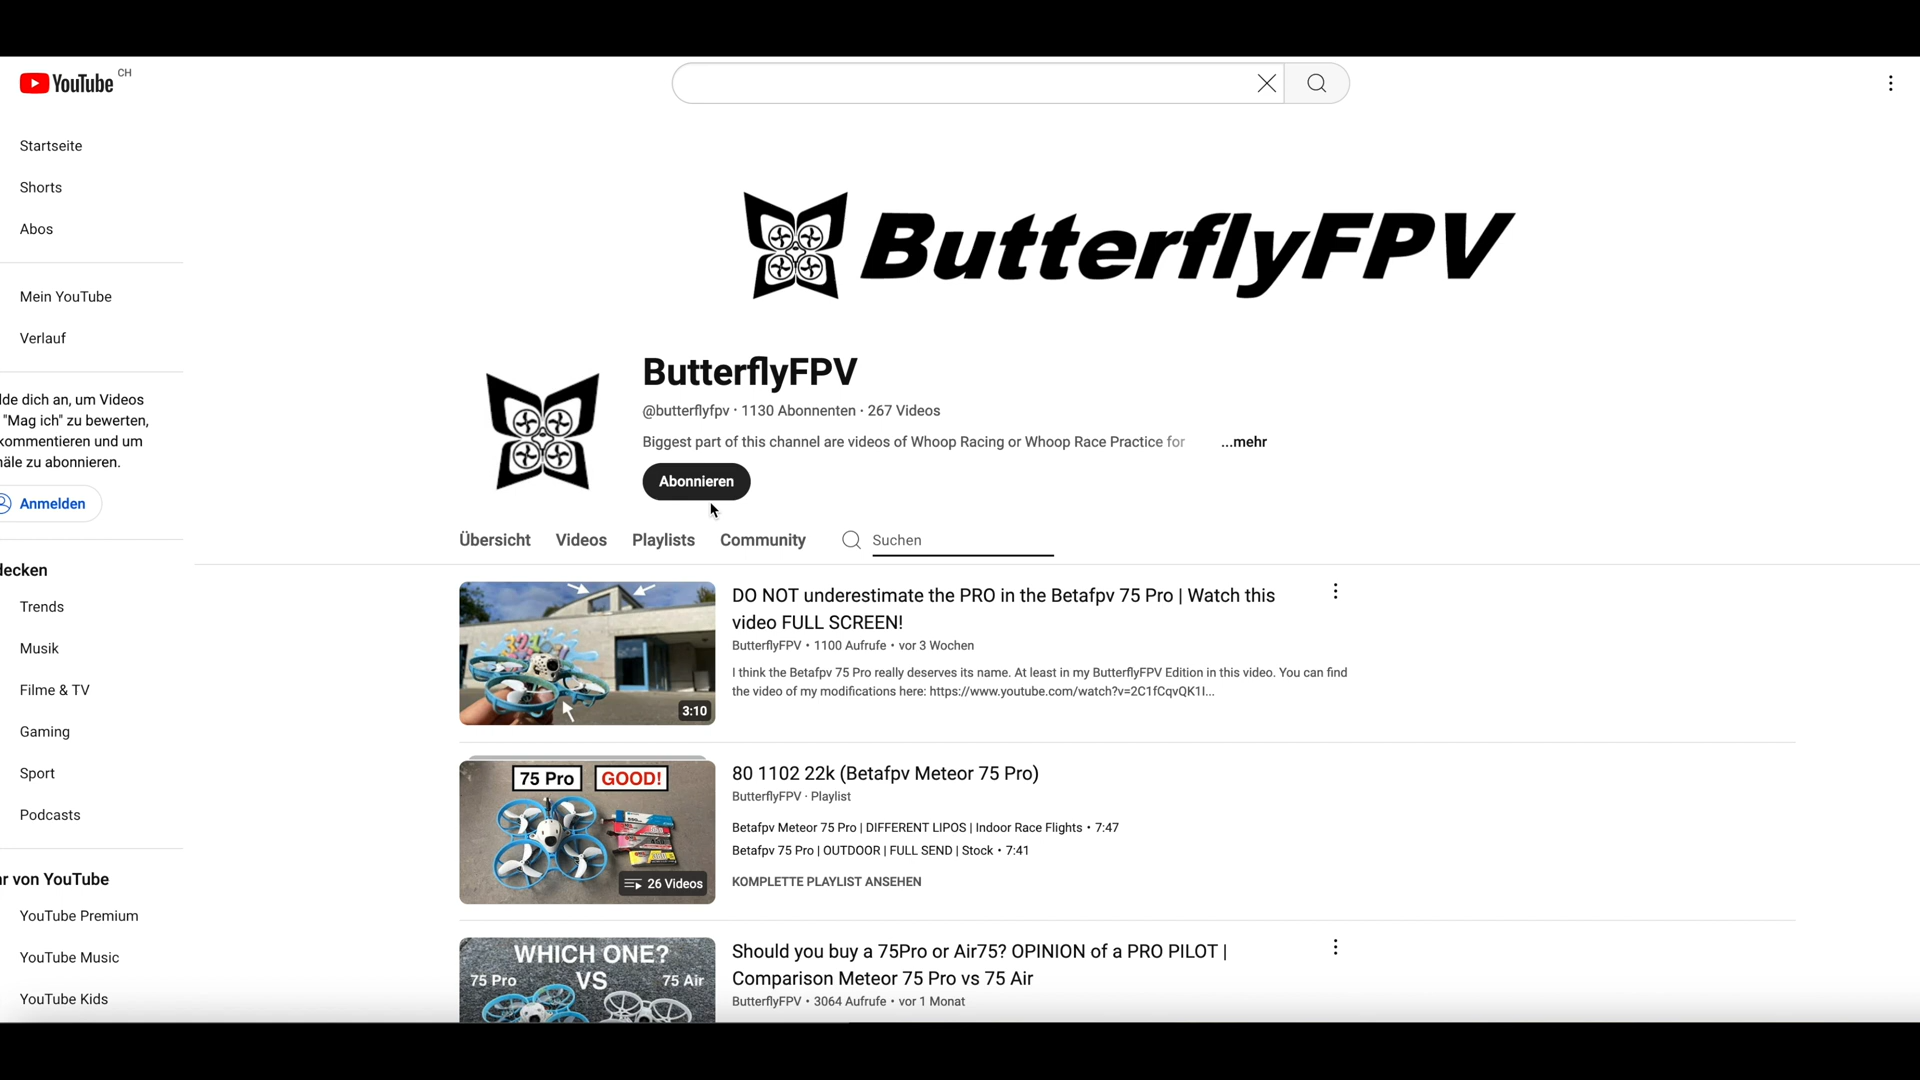 YouTube CH
Startseite
Shorts
Abos
Mein YouTube
Verlauf
lde dich an, um Videos
"Mag ich" zu bewerten,
kommentieren und um
näle zu abonnieren.
Anmelden
decken
Trends
Musik
Filme & TV
Gaming
Sport
Podcasts
r von YouTube
YouTube Premium
YouTube Music
YouTube Kids
ButterflyFPV
ButterflyFPV
@butterflyfpv · 1130 Abonnenten · 267 Videos
Biggest part of this channel are videos of Whoop Racing or Whoop Race Practice for ...mehr
Abonnieren
Übersicht Videos Playlists Community Suchen
3:10
DO NOT underestimate the PRO in the Betafpv 75 Pro | Watch this
video FULL SCREEN!
ButterflyFPV • 1100 Aufrufe • vor 3 Wochen
I think the Betafpv 75 Pro really deserves its name. At least in my ButterflyFPV Edition in this video. You can find
the video of my modifications here: https://www.youtube.com/watch?v=2C1fCqvQK1I...
75 Pro GOOD!
26 Videos
80 1102 22k (Betafpv Meteor 75 Pro)
ButterflyFPV · Playlist
Betafpv Meteor 75 Pro | DIFFERENT LIPOS | Indoor Race Flights • 7:47
Betafpv 75 Pro | OUTDOOR | FULL SEND | Stock • 7:41
KOMPLETTE PLAYLIST ANSEHEN
WHICH ONE?
75 Pro VS 75 Air
Should you buy a 75Pro or Air75? OPINION of a PRO PILOT |
Comparison Meteor 75 Pro vs 75 Air
ButterflyFPV • 3064 Aufrufe • vor 1 Monat